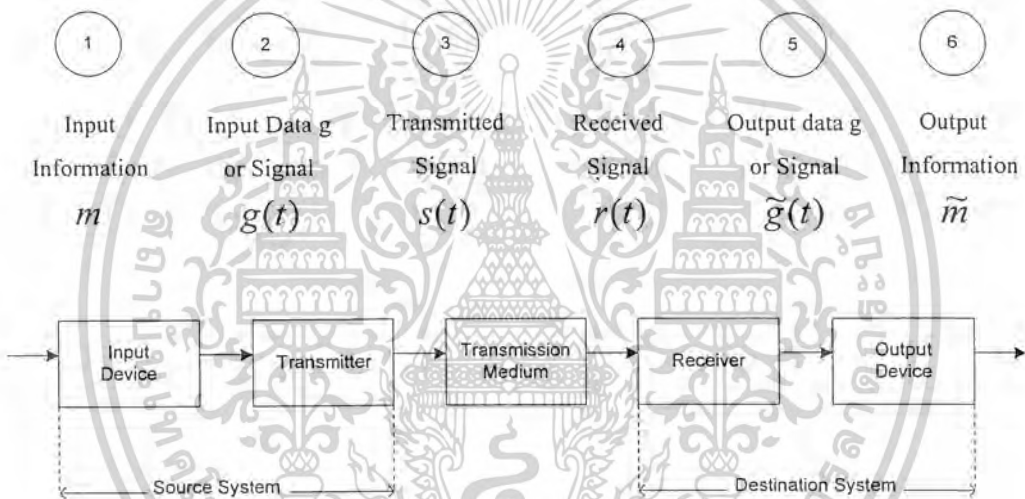 1 2 3 4 5 6
Input Input Data g Transmitted Received Output data g Output
Information or Signal Signal Signal or Signal Information
m g(t) s(t) r(t) g̃(t) m̃
Input Device
Transmitter
Transmission Medium
Receiver
Output Device
Source System
Destination System